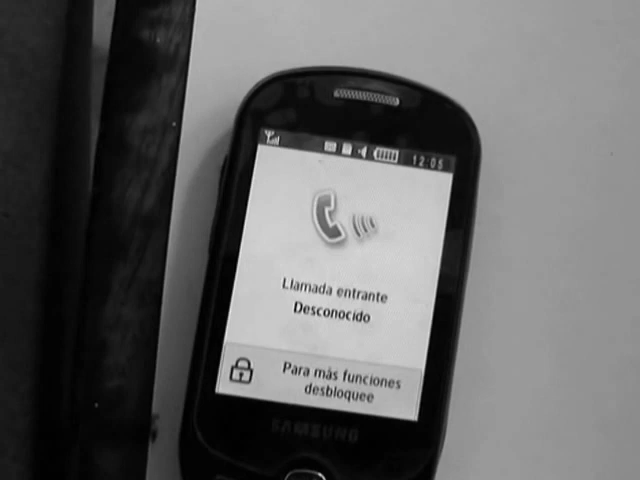 12:05
Llamada entrante
Desconocido
Para más funciones
desbloquee
SAMSUNG